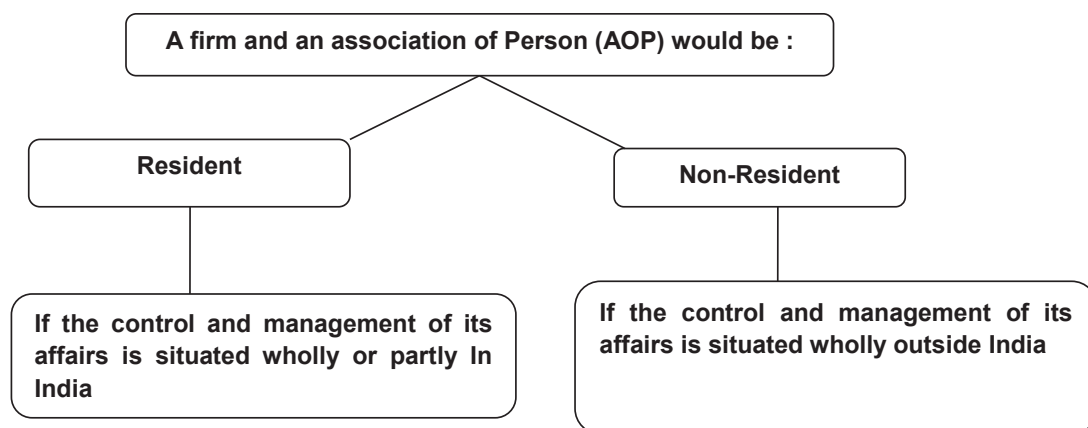 A firm and an association of Person (AOP) would be :
Resident
Non-Resident
If the control and management of its
affairs is situated wholly or partly In
India
If the control and management of its
affairs is situated wholly outside India